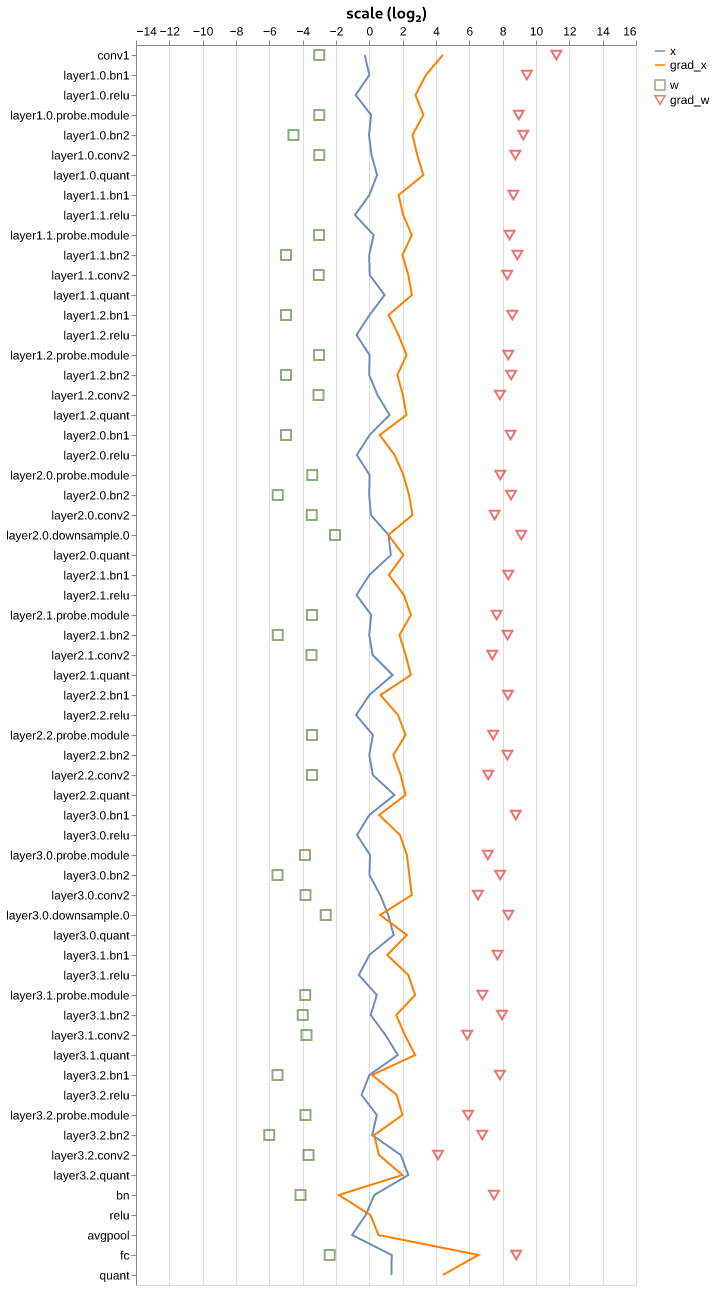 scale (log₂)
−14 −12 −10 −8 −6 −4 −2 0 2 4 6 8 10 12 14 16
x
grad_x
w
grad_w
conv1
layer1.0.bn1
layer1.0.relu
layer1.0.probe.module
layer1.0.bn2
layer1.0.conv2
layer1.0.quant
layer1.1.bn1
layer1.1.relu
layer1.1.probe.module
layer1.1.bn2
layer1.1.conv2
layer1.1.quant
layer1.2.bn1
layer1.2.relu
layer1.2.probe.module
layer1.2.bn2
layer1.2.conv2
layer1.2.quant
layer2.0.bn1
layer2.0.relu
layer2.0.probe.module
layer2.0.bn2
layer2.0.conv2
layer2.0.downsample.0
layer2.0.quant
layer2.1.bn1
layer2.1.relu
layer2.1.probe.module
layer2.1.bn2
layer2.1.conv2
layer2.1.quant
layer2.2.bn1
layer2.2.relu
layer2.2.probe.module
layer2.2.bn2
layer2.2.conv2
layer2.2.quant
layer3.0.bn1
layer3.0.relu
layer3.0.probe.module
layer3.0.bn2
layer3.0.conv2
layer3.0.downsample.0
layer3.0.quant
layer3.1.bn1
layer3.1.relu
layer3.1.probe.module
layer3.1.bn2
layer3.1.conv2
layer3.1.quant
layer3.2.bn1
layer3.2.relu
layer3.2.probe.module
layer3.2.bn2
layer3.2.conv2
layer3.2.quant
bn
relu
avgpool
fc
quant